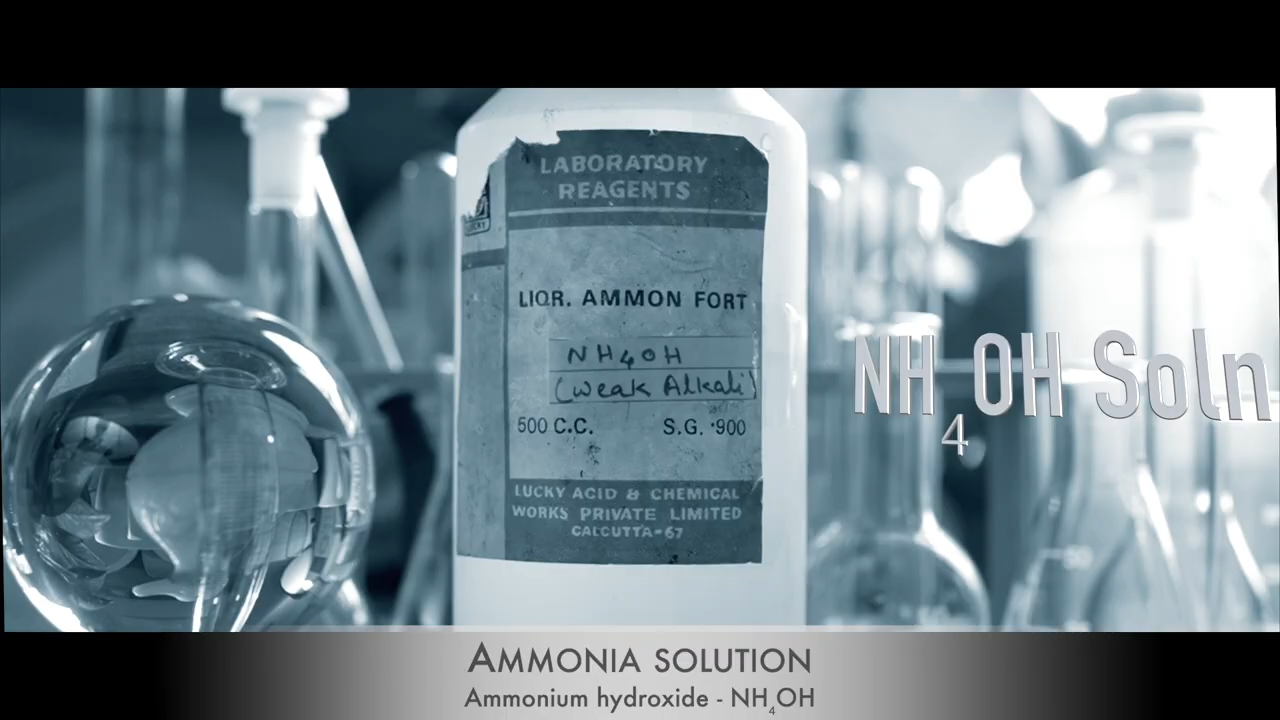 LABORATORY
REAGENTS
LUCKY
LIQR. AMMON FORT
NH4OH
(Weak Alkali)
500 C.C. S.G. ·900
LUCKY ACID & CHEMICAL
WORKS PRIVATE LIMITED
CALCUTTA-67
NH4OH Soln
AMMONIA SOLUTION
Ammonium hydroxide - NH4OH